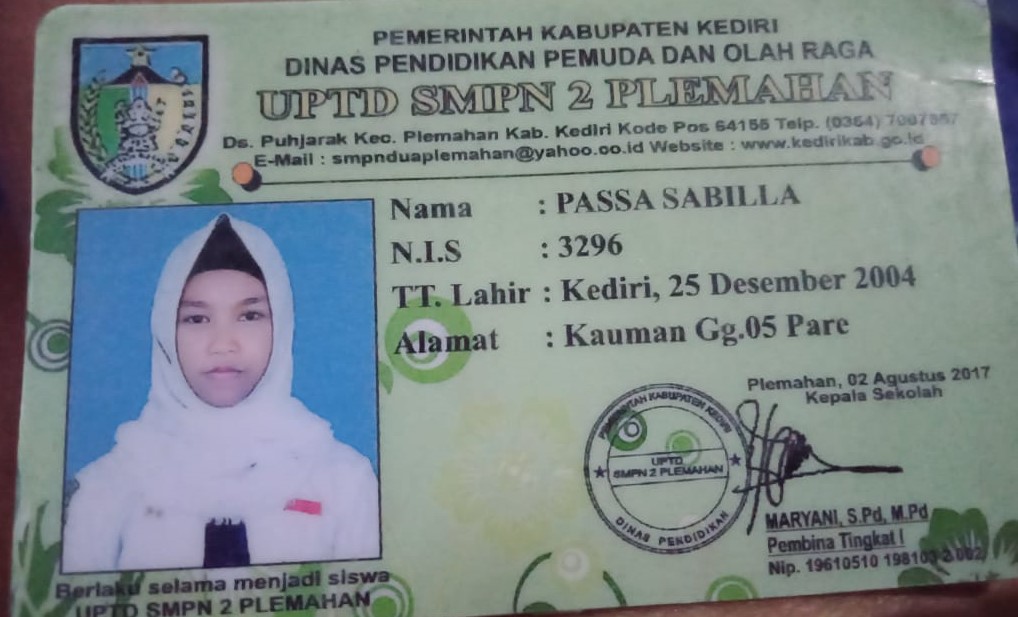 PEMERINTAH KABUPATEN KEDIRI
DINAS PENDIDIKAN PEMUDA DAN OLAH RAGA
UPTD SMPN 2 PLEMAHAN
Ds. Puhjarak Kec. Plemahan Kab. Kediri Kode Pos 64155 Telp. (0354)
E-Mail : smpnduaplemahan@yahoo.co.id Website : www.kedirikab.go.id
Nama : PASSA SABILLA
N.I.S : 3296
TT. Lahir : Kediri, 25 Desember 2004
Alamat : Kauman Gg.05 Pare
Plemahan, 02 Agustus 2017
Kepala Sekolah
PEMERINTAH KABUPATEN KEDIRI
UPTD
SMPN 2 PLEMAHAN
DINAS PENDIDIKAN
MARYANI, S.Pd, M.Pd
Pembina Tingkat I
Nip. 19610510 198103 2 002
Berlaku selama menjadi siswa
UPTD SMPN 2 PLEMAHAN